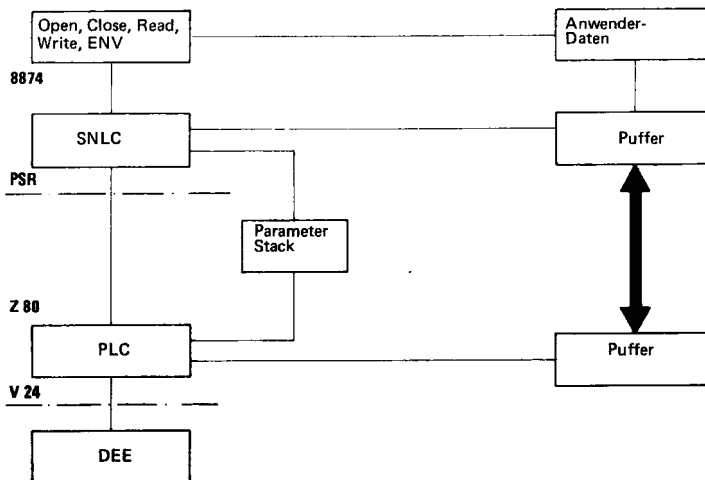 Open, Close, Read,
Write, ENV
Anwender-
Daten
8874
SNLC
Puffer
PSR
Parameter
Stack
Z 80
PLC
Puffer
V 24
DEE